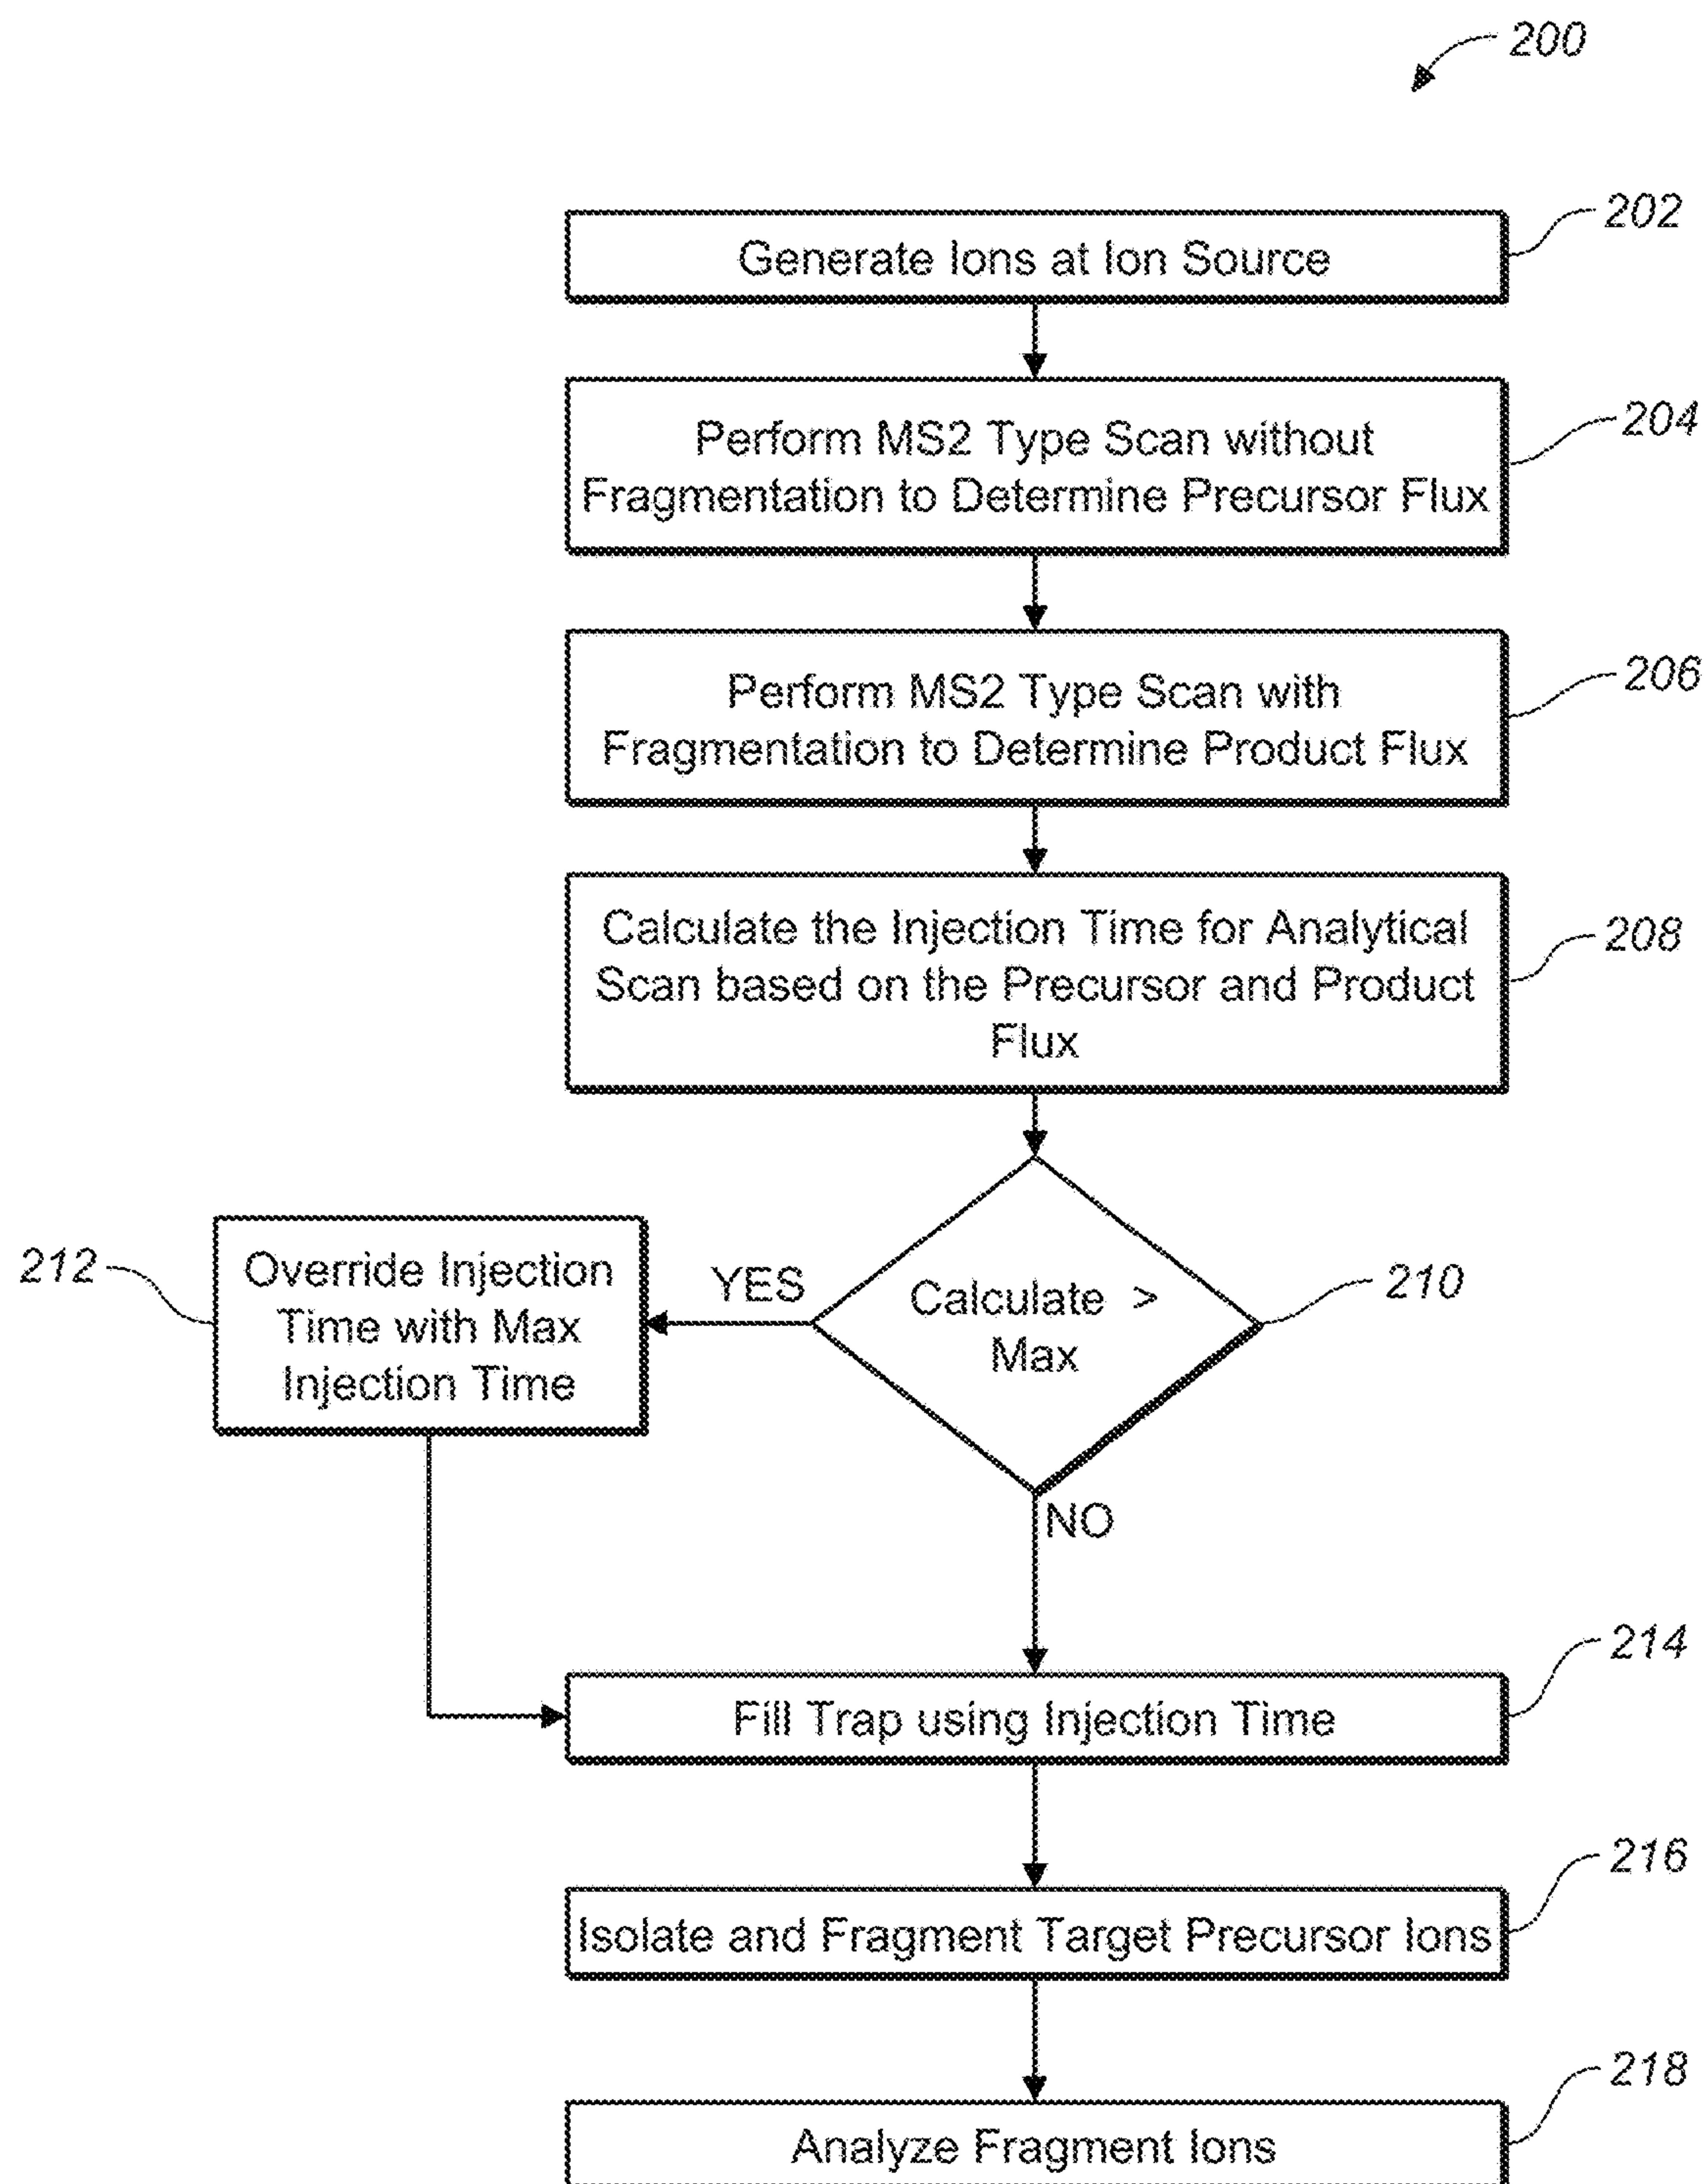 200
202
Generate Ions at Ion Source
204
Perform MS2 Type Scan without
Fragmentation to Determine Precursor Flux
206
Perform MS2 Type Scan with
Fragmentation to Determine Product Flux
208
Calculate the Injection Time for Analytical
Scan based on the Precursor and Product
Flux
212
Override Injection
Time with Max
Injection Time
YES
Calculate >
Max
210
NO
214
Fill Trap using Injection Time
216
Isolate and Fragment Target Precursor Ions
218
Analyze Fragment Ions